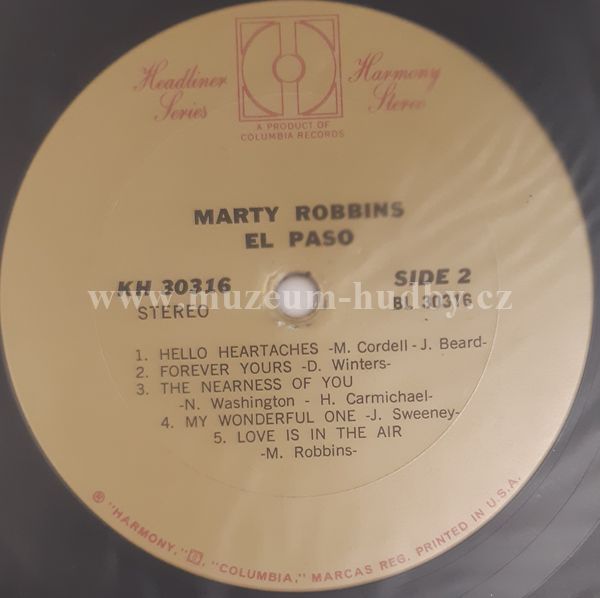 Headliner Series
Harmony Stereo
A PRODUCT OF
COLUMBIA RECORDS
MARTY ROBBINS
EL PASO
KH 30316
STEREO
SIDE 2
BL 30316
www.muzeum-hudby.cz
1. HELLO HEARTACHES -M. Cordell - J. Beard-
2. FOREVER YOURS -D. Winters-
3. THE NEARNESS OF YOU
-N. Washington - H. Carmichael-
4. MY WONDERFUL ONE -J. Sweeney-
5. LOVE IS IN THE AIR
-M. Robbins-
"HARMONY," "COLUMBIA," MARCAS REG. PRINTED IN U.S.A.